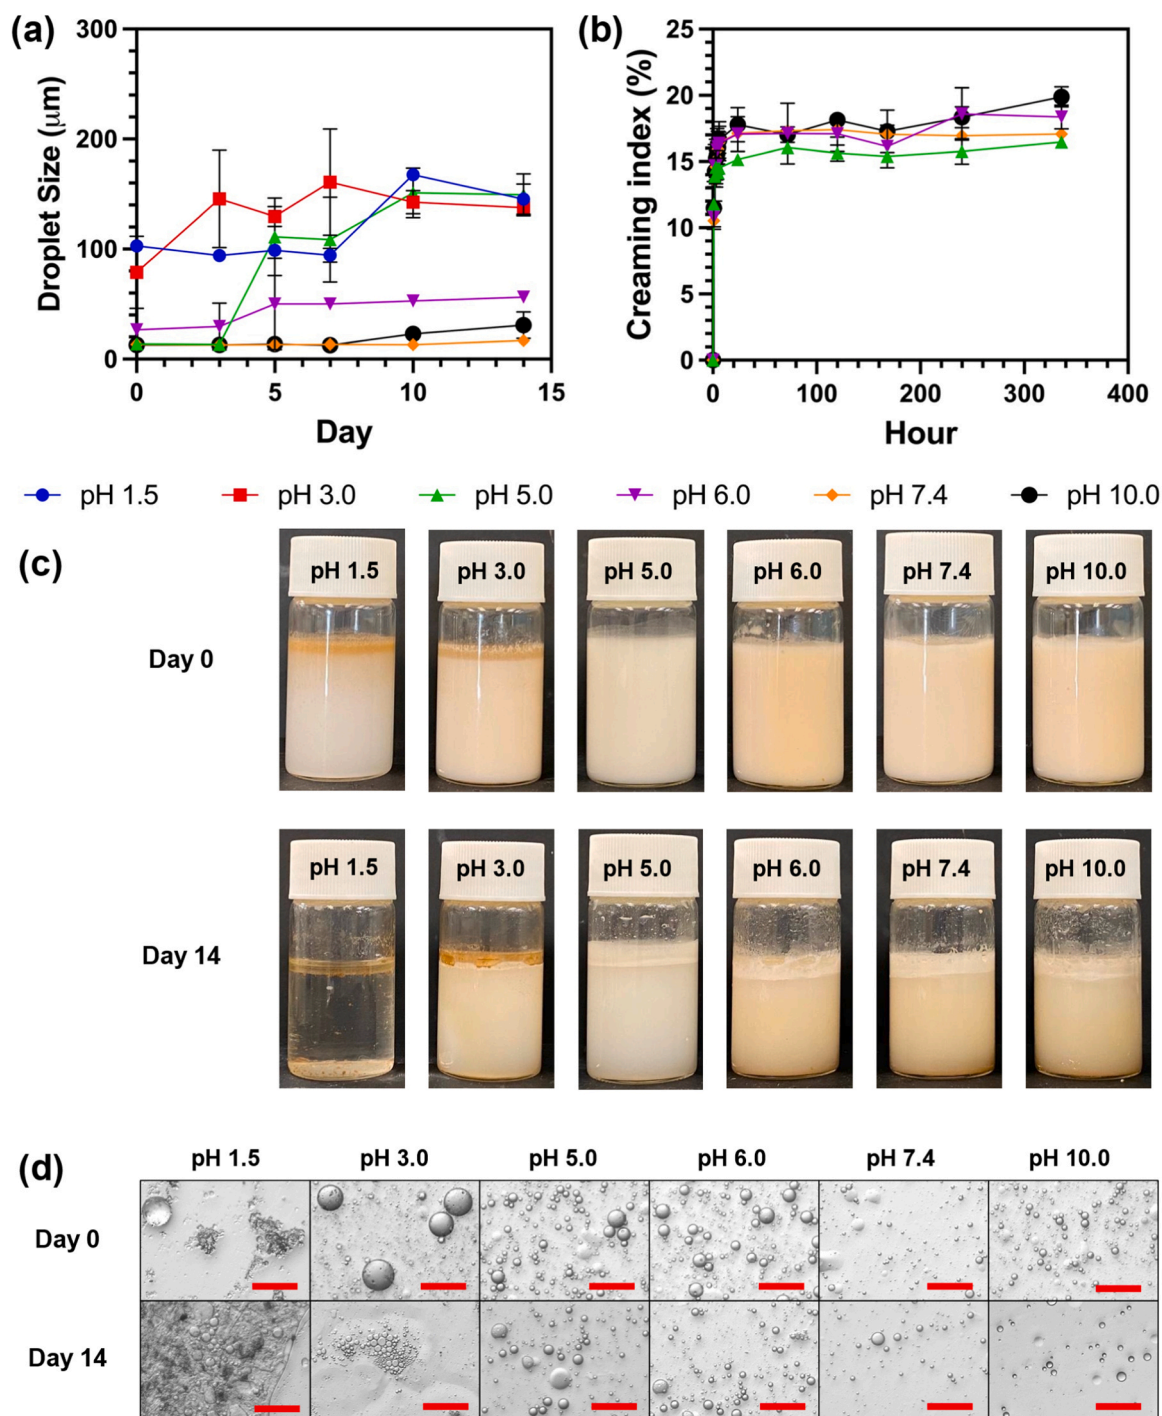 (a)
300
200
100
0
Droplet Size (μm)
0
5
10
15
Day
(b)
25
20
15
10
5
0
Creaming index (%)
0
100
200
300
400
Hour
pH 1.5 pH 3.0 pH 5.0 pH 6.0 pH 7.4 pH 10.0
(c)
pH 1.5 pH 3.0 pH 5.0 pH 6.0 pH 7.4 pH 10.0
Day 0
pH 1.5 pH 3.0 pH 5.0 pH 6.0 pH 7.4 pH 10.0
Day 14
(d)
pH 1.5 pH 3.0 pH 5.0 pH 6.0 pH 7.4 pH 10.0
Day 0
Day 14